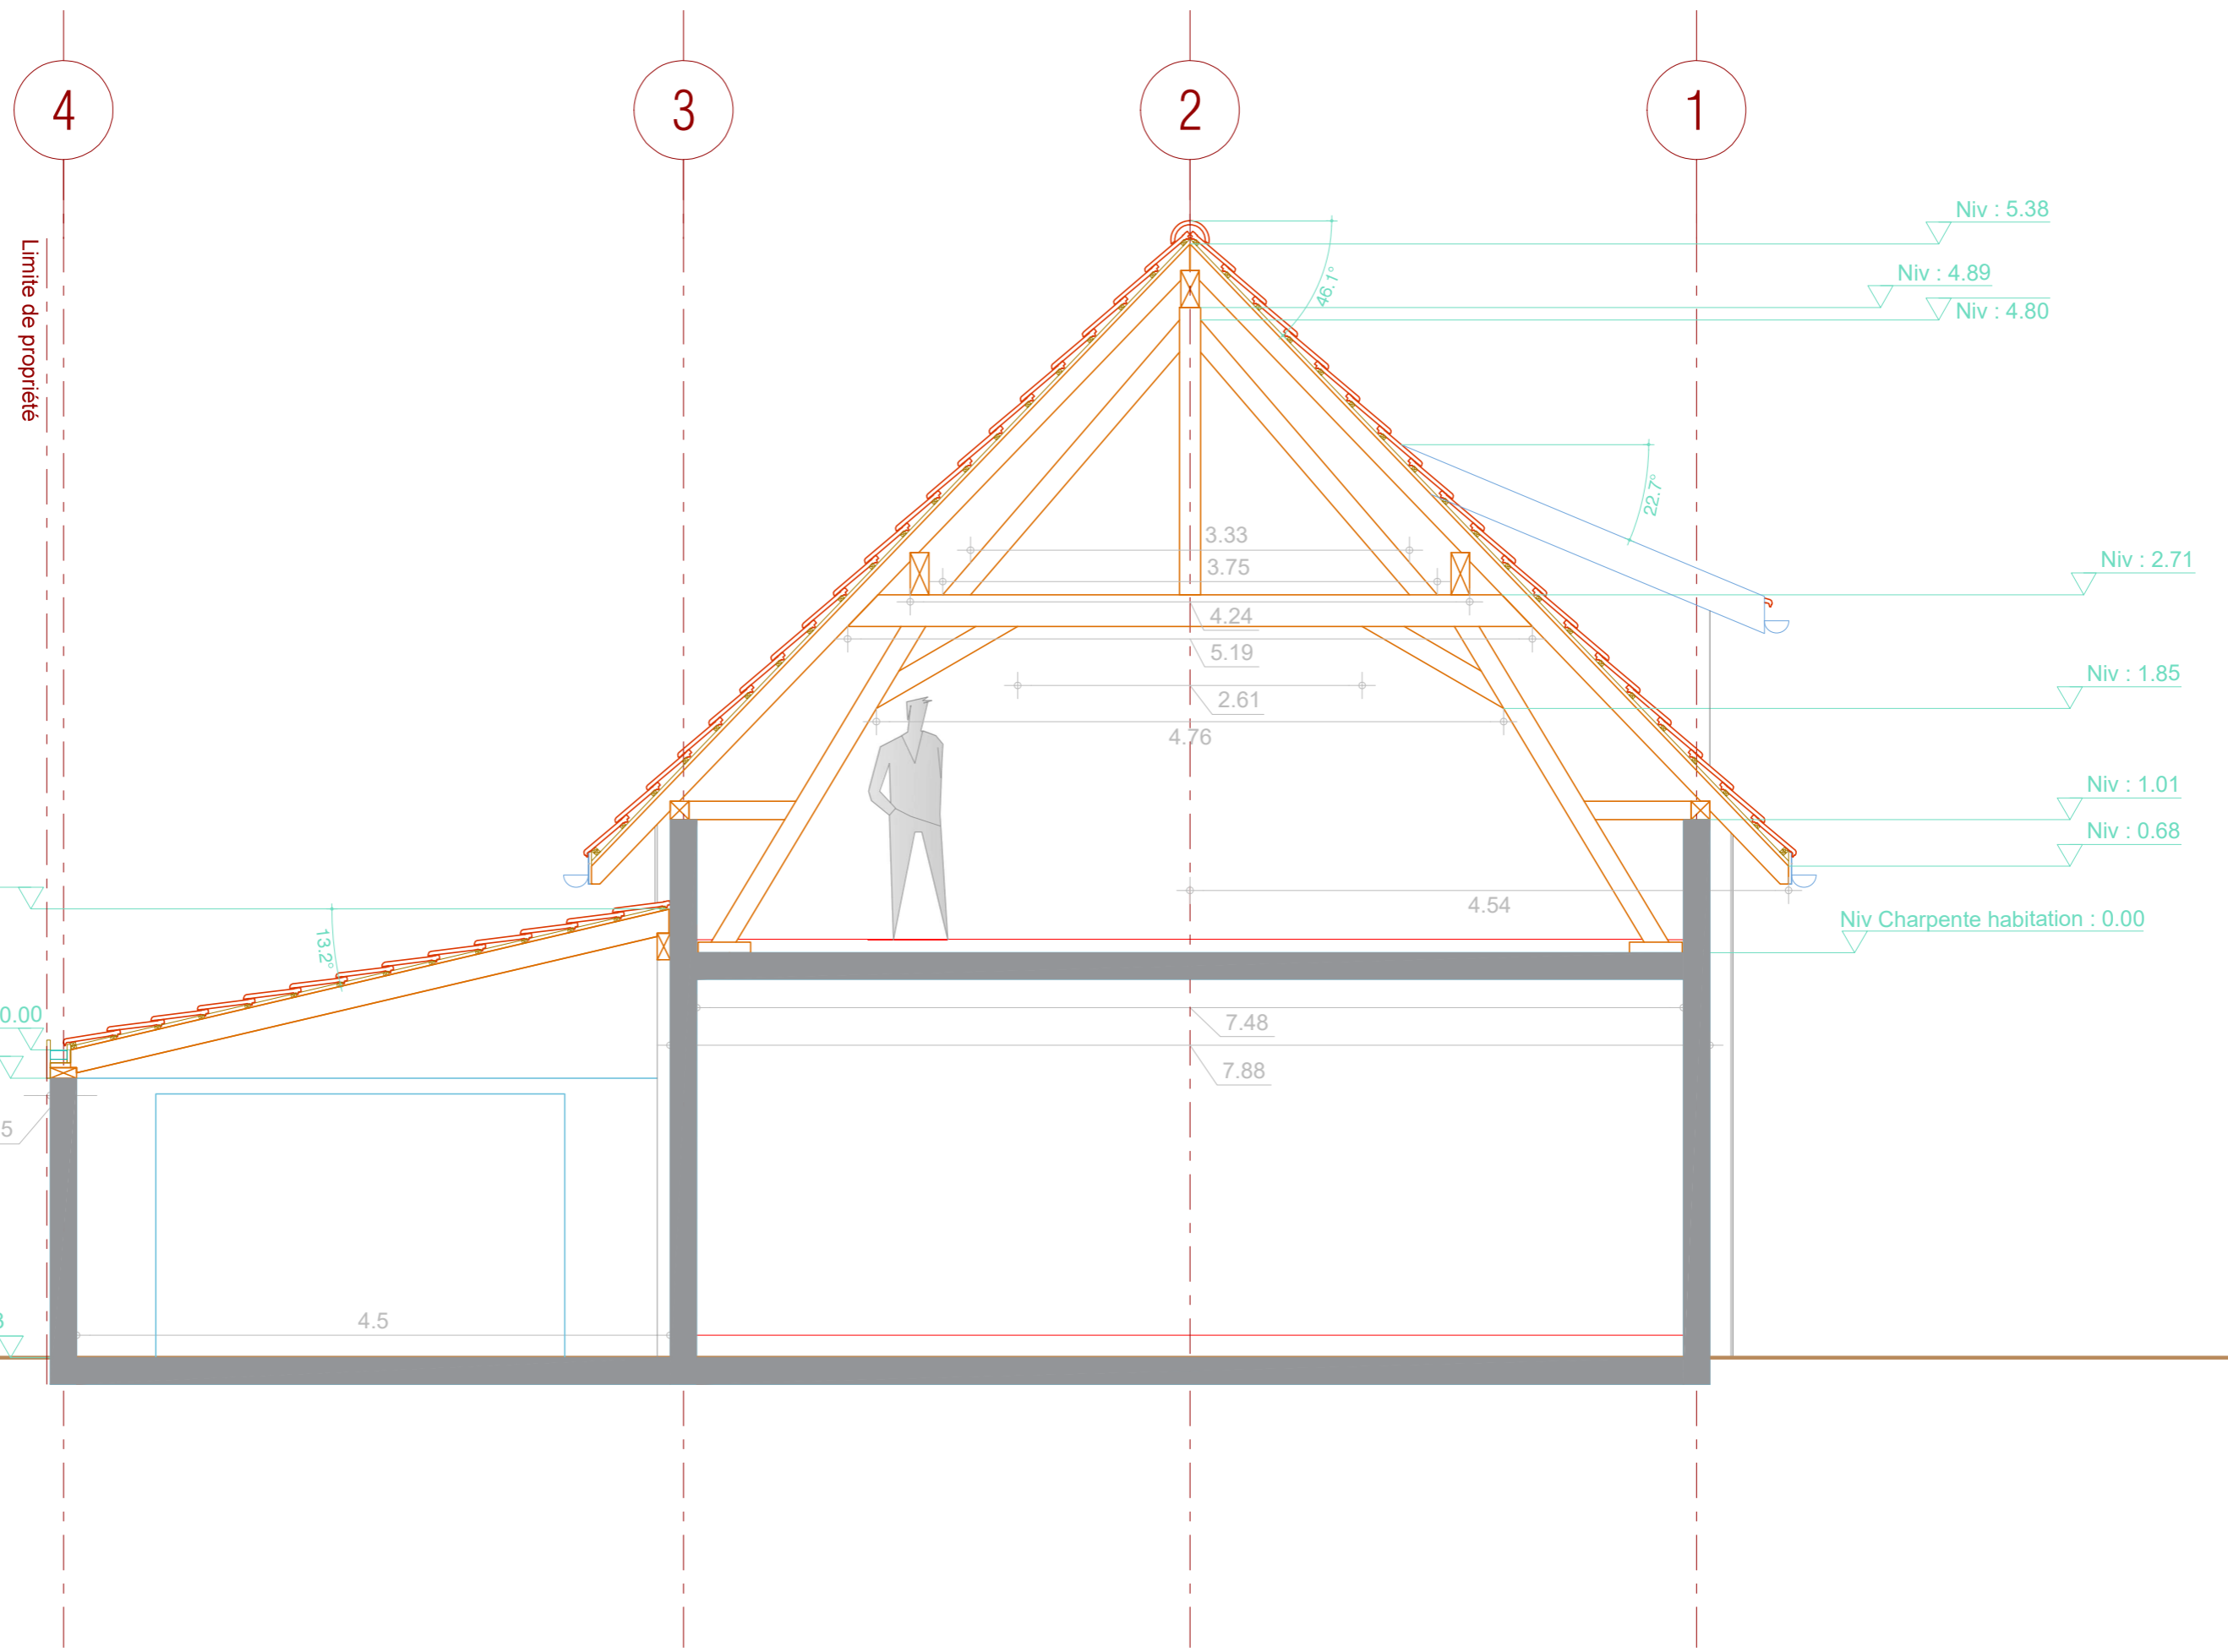 4
3
2
1
Limite de propriété
Niv : 5.38
Niv : 4.89
Niv : 4.80
46.1°
22.7°
3.33
3.75
4.24
5.19
2.61
4.76
Niv : 2.71
Niv : 1.85
Niv : 1.01
Niv : 0.68
4.54
Niv Charpente habitation : 0.00
13.2°
0.00
7.48
7.88
5
4.5